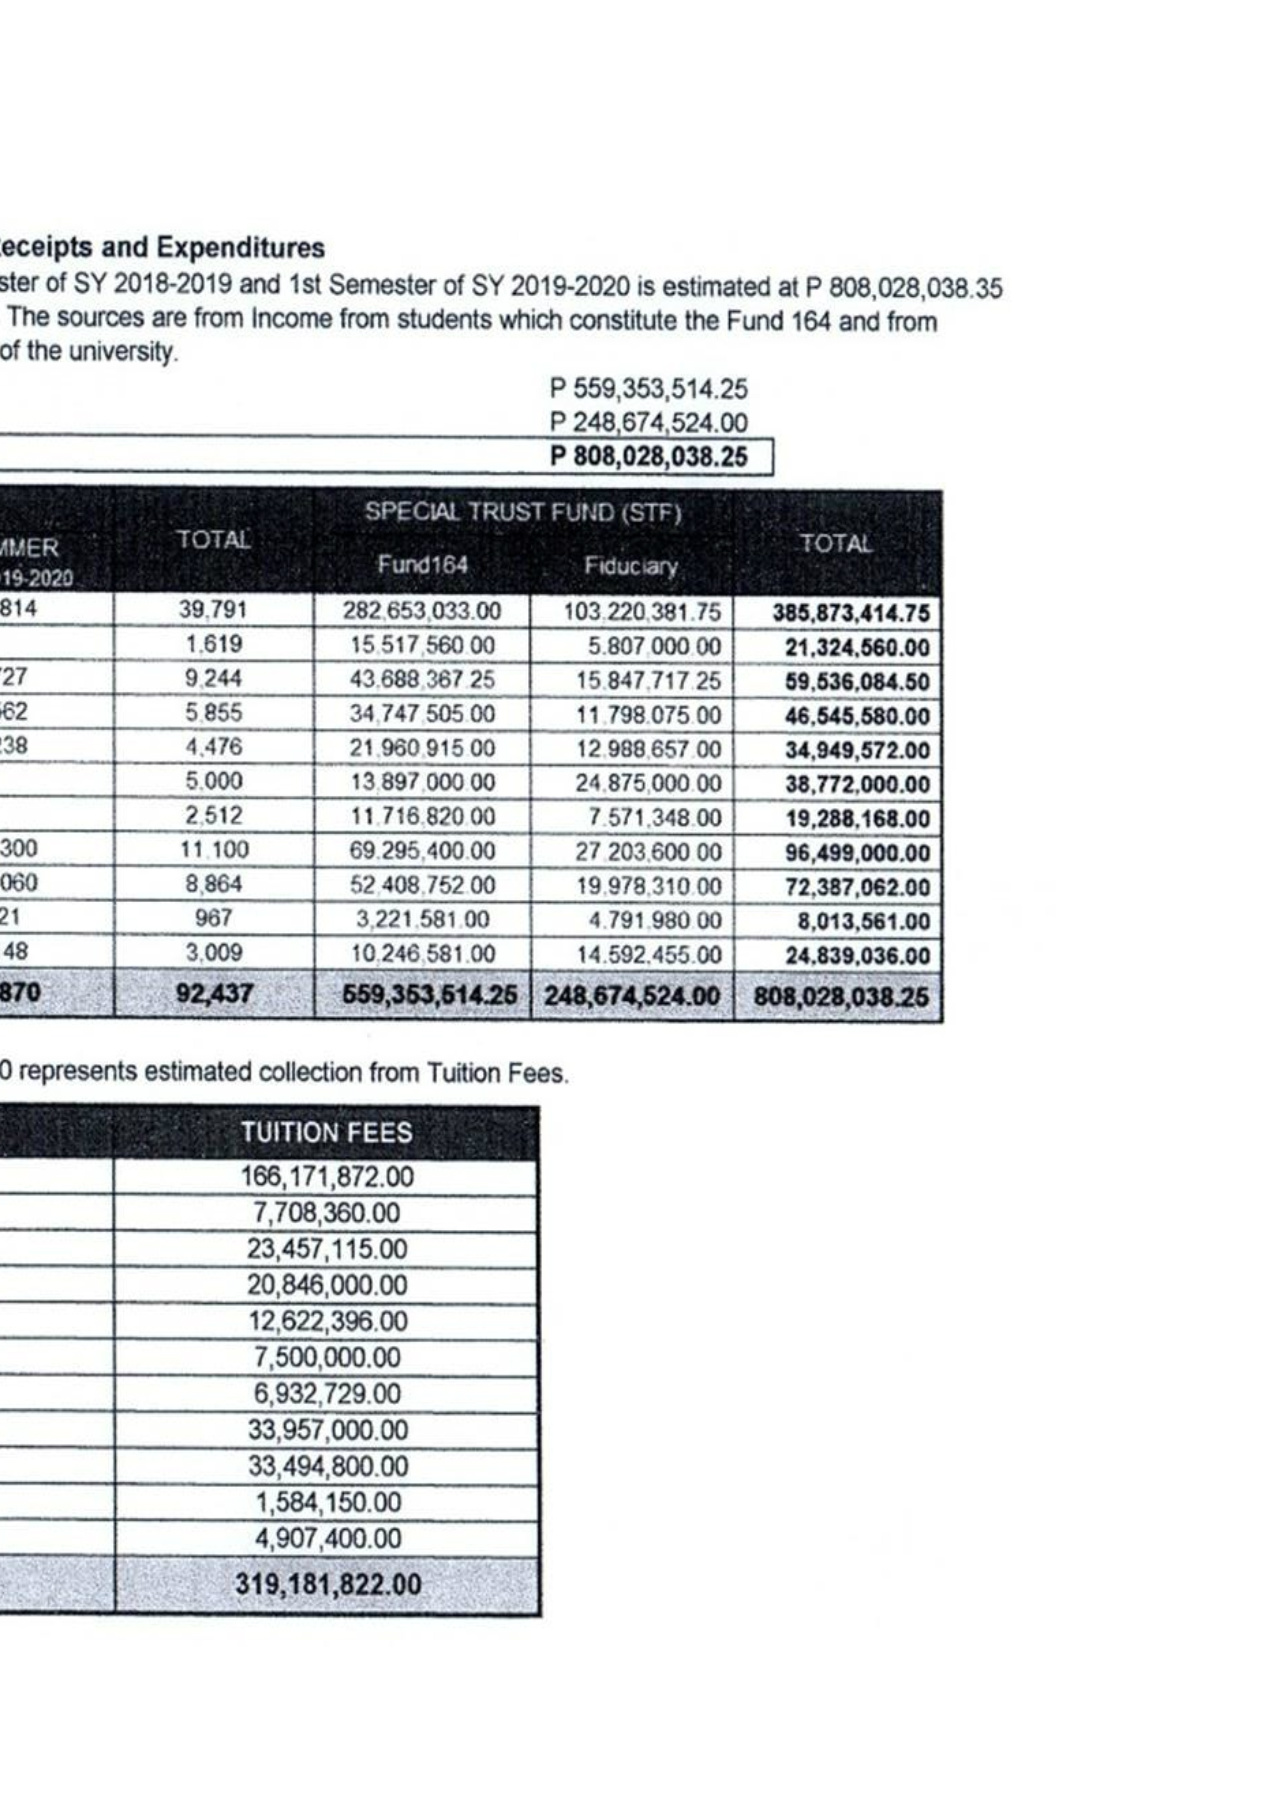 eceipts and Expenditures
ster of SY 2018-2019 and 1st Semester of SY 2019-2020 is estimated at P 808,028,038.35
The sources are from Income from students which constitute the Fund 164 and from
of the university.
P 559,353,514.25
P 248,674,524.00
P 808,028,038.25
SPECIAL TRUST FUND (STF)
MMER TOTAL Fund164 Fiduciary TOTAL
19-2020
814 39,791 282,653,033.00 103,220,381.75 385,873,414.75
1,619 15,517,560.00 5,807,000.00 21,324,560.00
727 9,244 43,688,367.25 15,847,717.25 59,536,084.50
562 5,855 34,747,505.00 11,798,075.00 46,545,580.00
238 4,476 21,960,915.00 12,988,657.00 34,949,572.00
5,000 13,897,000.00 24,875,000.00 38,772,000.00
2,512 11,716,820.00 7,571,348.00 19,288,168.00
300 11,100 69,295,400.00 27,203,600.00 96,499,000.00
060 8,864 52,408,752.00 19,978,310.00 72,387,062.00
21 967 3,221,581.00 4,791,980.00 8,013,561.00
48 3,009 10,246,581.00 14,592,455.00 24,839,036.00
870 92,437 559,353,514.25 248,674,524.00 808,028,038.25
0 represents estimated collection from Tuition Fees.
TUITION FEES
166,171,872.00
7,708,360.00
23,457,115.00
20,846,000.00
12,622,396.00
7,500,000.00
6,932,729.00
33,957,000.00
33,494,800.00
1,584,150.00
4,907,400.00
319,181,822.00